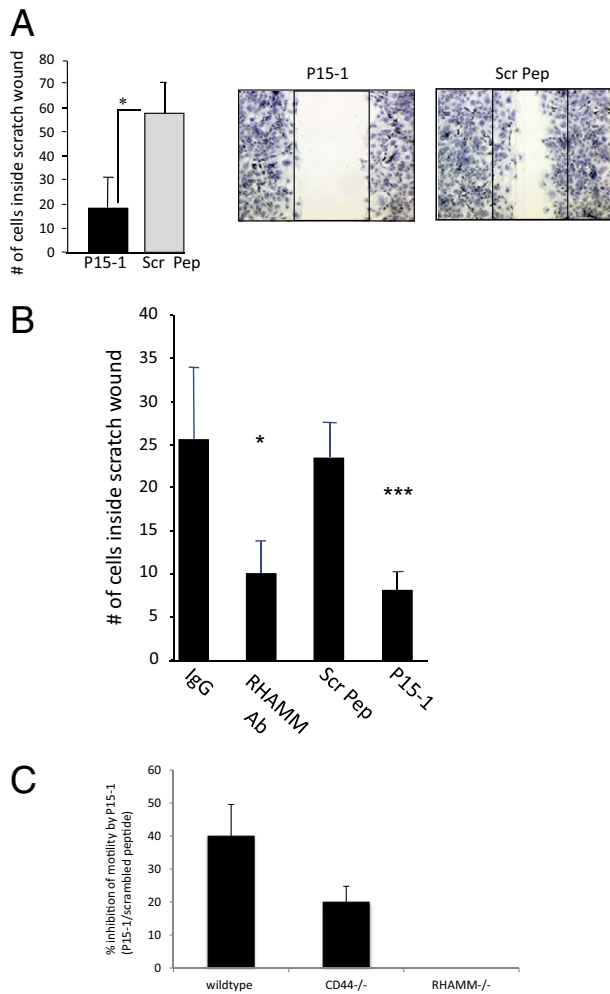 A
# of cells inside scratch wound
80
70
60
50
40
30
20
10
0
*
P15-1
Scr Pep
P15-1
Scr Pep
B
# of cells inside scratch wound
40
35
30
25
20
15
10
5
0
*
***
IgG
RHAMM
Ab
Scr Pep
P15-1
C
% inhibition of motility by P15-1
(P15-1/scrambled peptide)
60
50
40
30
20
10
0
wildtype
CD44-/-
RHAMM-/-